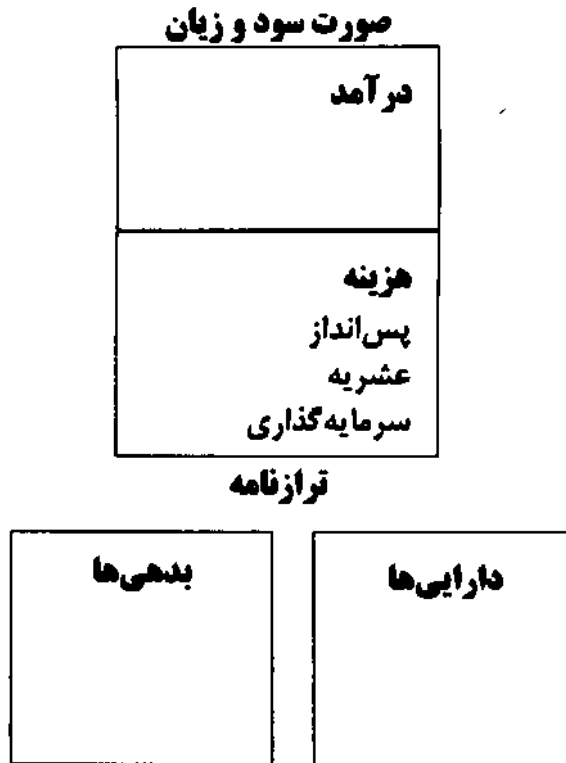 صورت سود و زیان
درآمد
هزینه
پس‌انداز
عشریه
سرمایه‌گذاری
ترازنامه
دارایی‌ها
بدهی‌ها